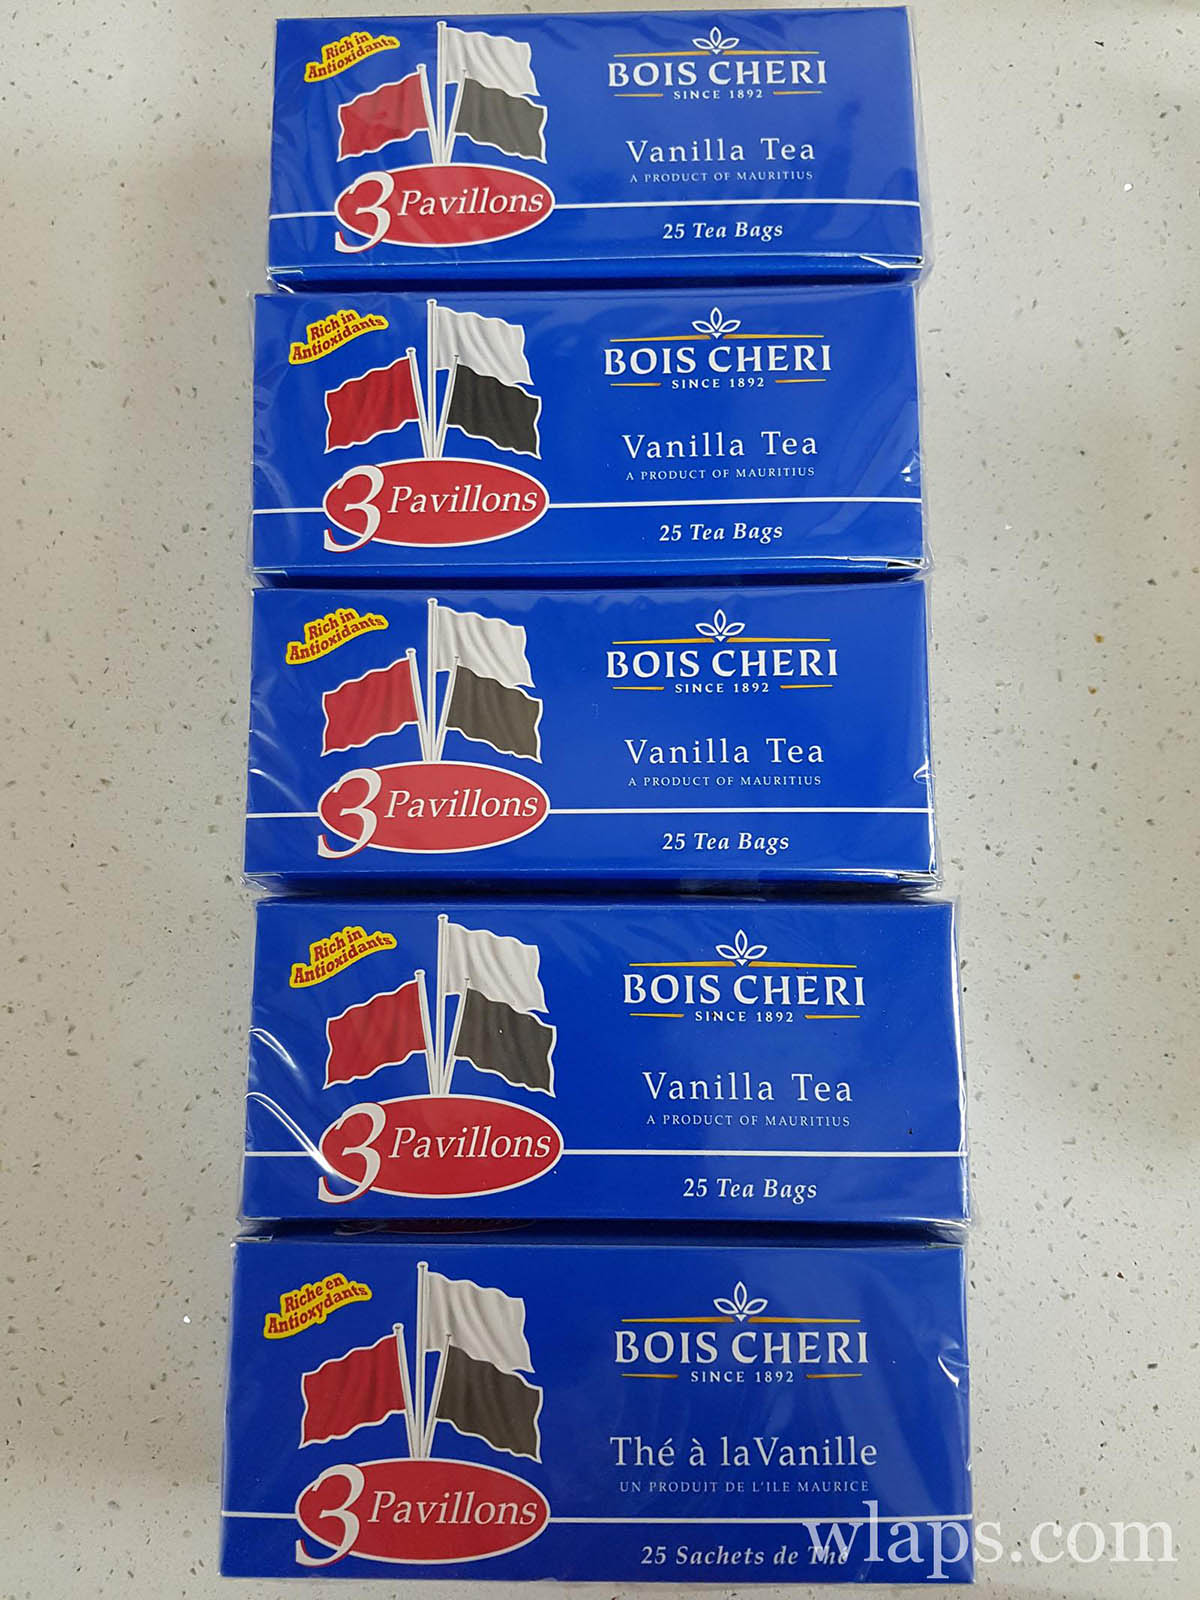 Rich in
Antioxidants
BOIS CHERI
SINCE 1892
Vanilla Tea
A PRODUCT OF MAURITIUS
3 Pavillons
25 Tea Bags
Rich in
Antioxidants
BOIS CHERI
SINCE 1892
Vanilla Tea
A PRODUCT OF MAURITIUS
3 Pavillons
25 Tea Bags
Rich in
Antioxidants
BOIS CHERI
SINCE 1892
Vanilla Tea
A PRODUCT OF MAURITIUS
3 Pavillons
25 Tea Bags
Rich in
Antioxidants
BOIS CHERI
SINCE 1892
Vanilla Tea
A PRODUCT OF MAURITIUS
3 Pavillons
25 Tea Bags
Riche en
Antioxydants
BOIS CHERI
SINCE 1892
Thé à la Vanille
UN PRODUIT DE L'ILE MAURICE
3 Pavillons
25 Sachets de Thé
wlaps.com